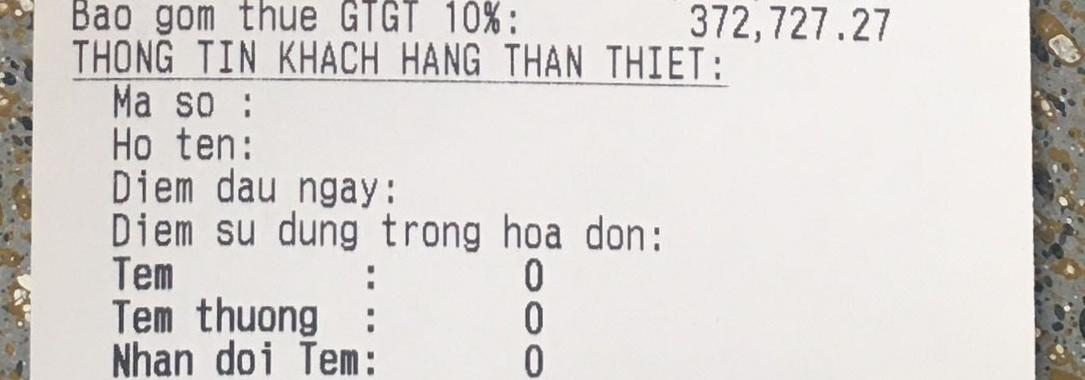 Bao gom thue GTGT 10%: 372,727.27
THONG TIN KHACH HANG THAN THIET:
Ma so :
Ho ten:
Diem dau ngay:
Diem su dung trong hoa don:
Tem : 0
Tem thuong : 0
Nhan doi Tem: 0